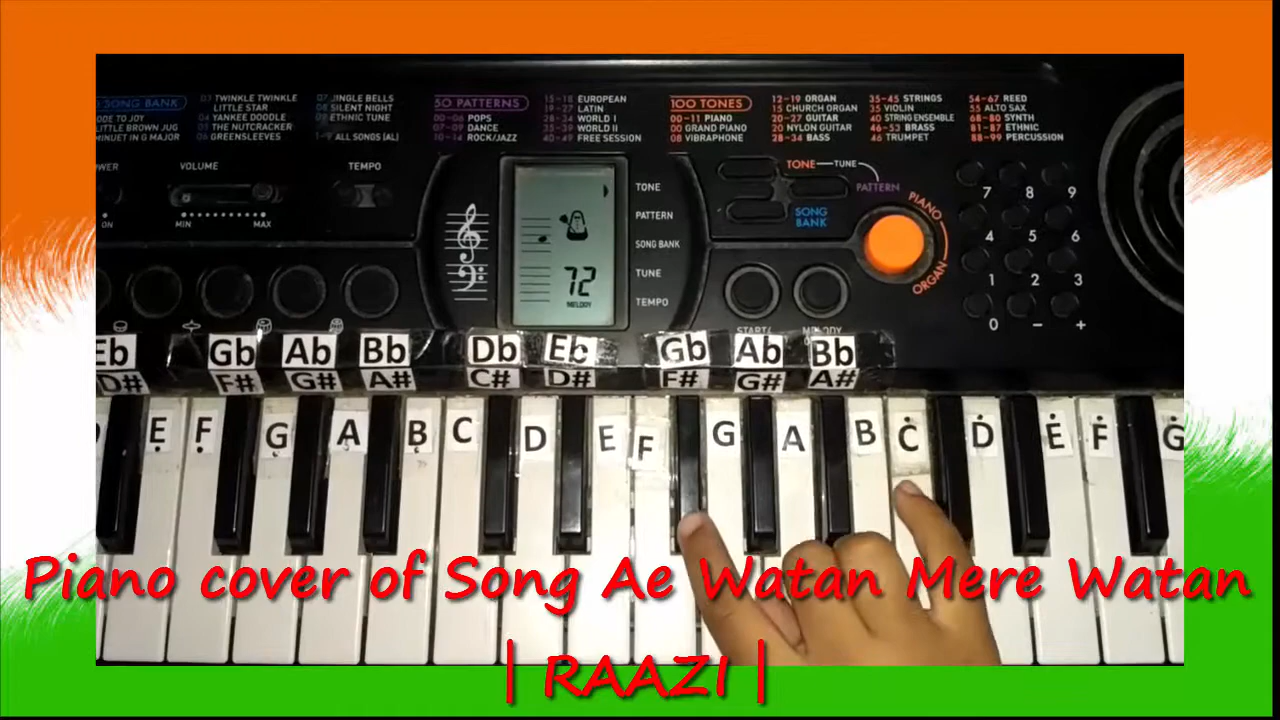 SONG BANK
ODE TO JOY
LITTLE BROWN JUG
MINUET IN G MAJOR
03 TWINKLE TWINKLE
LITTLE STAR
04 YANKEE DOODLE
05 THE NUTCRACKER
06 GREENSLEEVES
07 JINGLE BELLS
08 SILENT NIGHT
09 ETHNIC TUNE
1-9 ALL SONGS (AL)
50 PATTERNS
00-06 POPS
07-09 DANCE
10-14 ROCK/JAZZ
15-18 EUROPEAN
19-27 LATIN
28-34 WORLD I
35-39 WORLD II
40-49 FREE SESSION
100 TONES
00-11 PIANO
00 GRAND PIANO
08 VIBRAPHONE
12-19 ORGAN
15 CHURCH ORGAN
20-27 GUITAR
20 NYLON GUITAR
28-34 BASS
35-45 STRINGS
35 VIOLIN
40 STRING ENSEMBLE
46-53 BRASS
46 TRUMPET
54-67 REED
55 ALTO SAX
68-80 SYNTH
81-87 ETHNIC
88-99 PERCUSSION
VOLUME
MIN MAX
ON
TEMPO
TONE
PATTERN
SONG BANK
TUNE
TEMPO
72
MELODY
TONE TUNE
PATTERN
SONG
BANK
PIANO
ORGAN
7 8 9
4 5 6
1 2 3
0 - +
START/
MELODY
Eb Gb Ab Bb Db Eb Gb Ab Bb
D# F# G# A# C# D# F# G# A#
Ẹ F̣ G̣ Ạ Ḅ C D E F G A B Ċ Ḋ Ė Ḟ G
Piano cover of Song Ae Watan Mere Watan
| RAAZI |